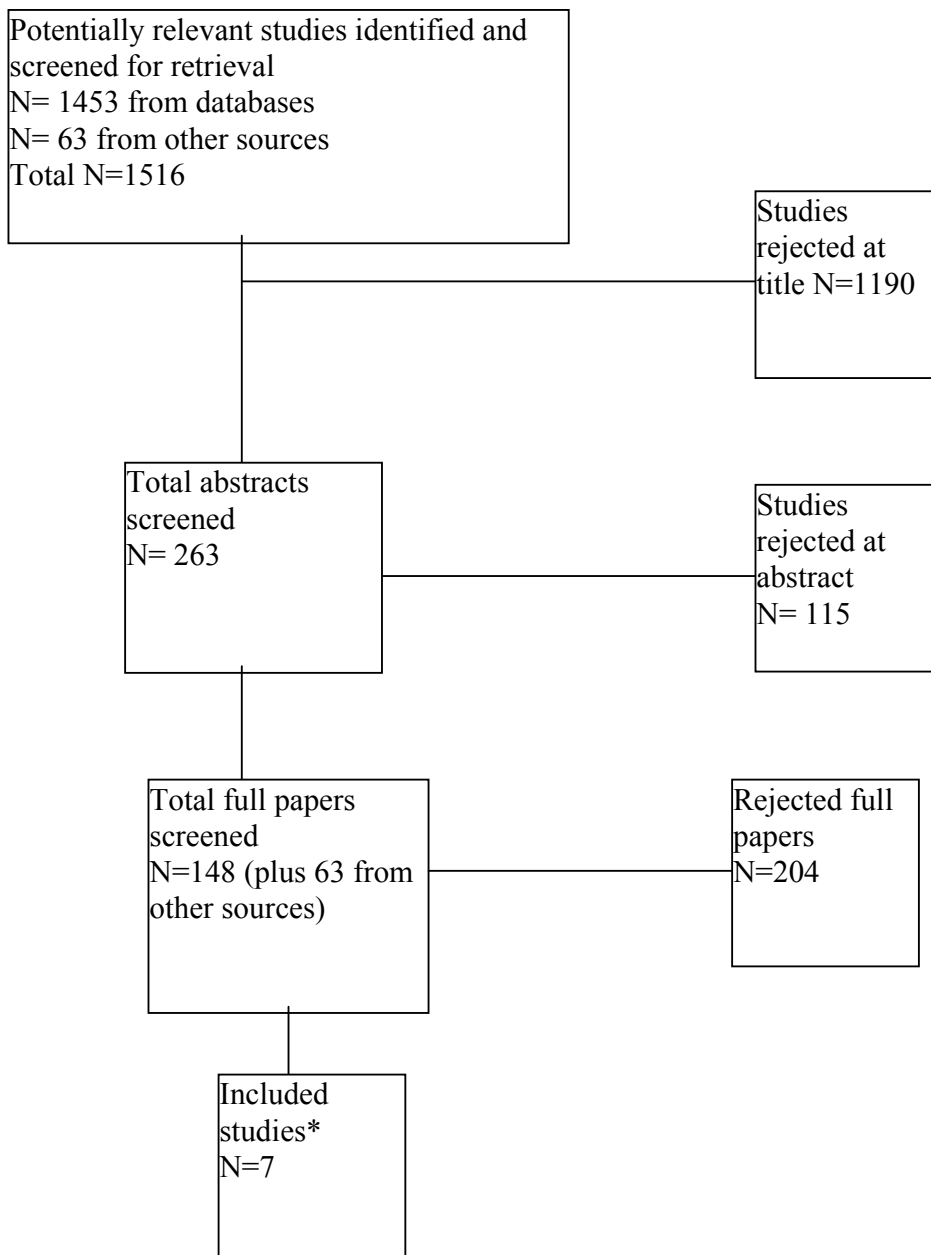 Potentially relevant studies identified and
screened for retrieval
N= 1453 from databases
N= 63 from other sources
Total N=1516
Studies
rejected at
title N=1190
Total abstracts
screened
N= 263
Studies
rejected at
abstract
N= 115
Total full papers
screened
N=148 (plus 63 from
other sources)
Rejected full
papers
N=204
Included
studies*
N=7